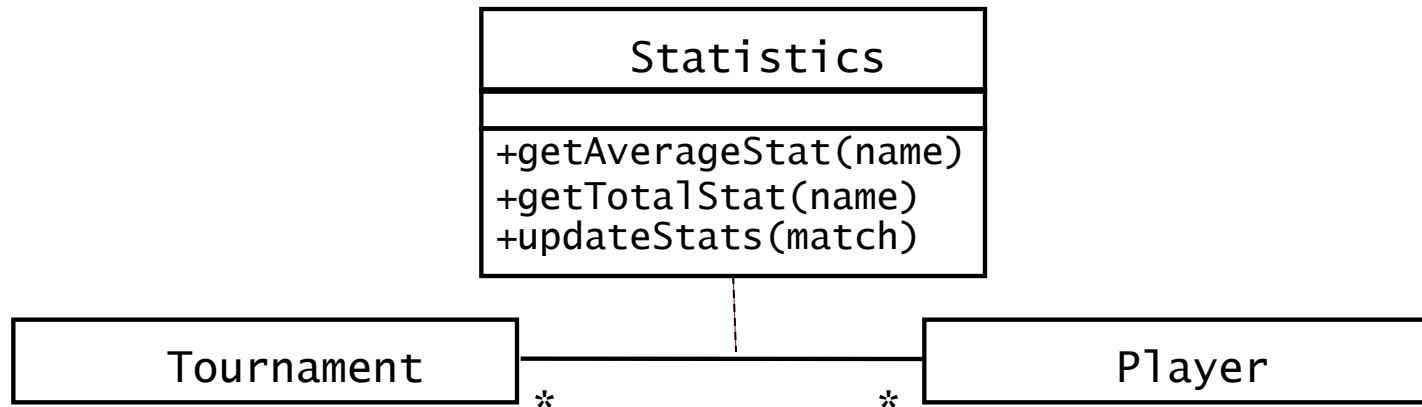 Statistics
+getAverageStat(name)
+getTotalStat(name)
+updateStats(match)
Tournament
Player
* *